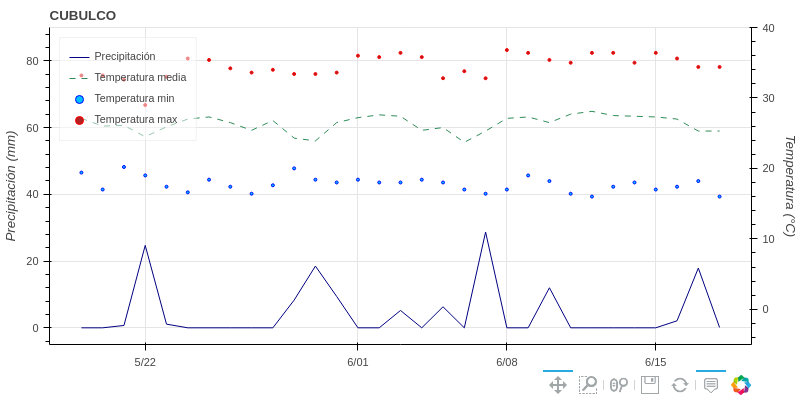 CUBULCO
Precipitación (mm)
80
60
40
20
0
Precipitación
Temperatura media
Temperatura min
Temperatura max
40
30
20
10
0
Temperatura (°C)
5/22
6/01
6/08
6/15